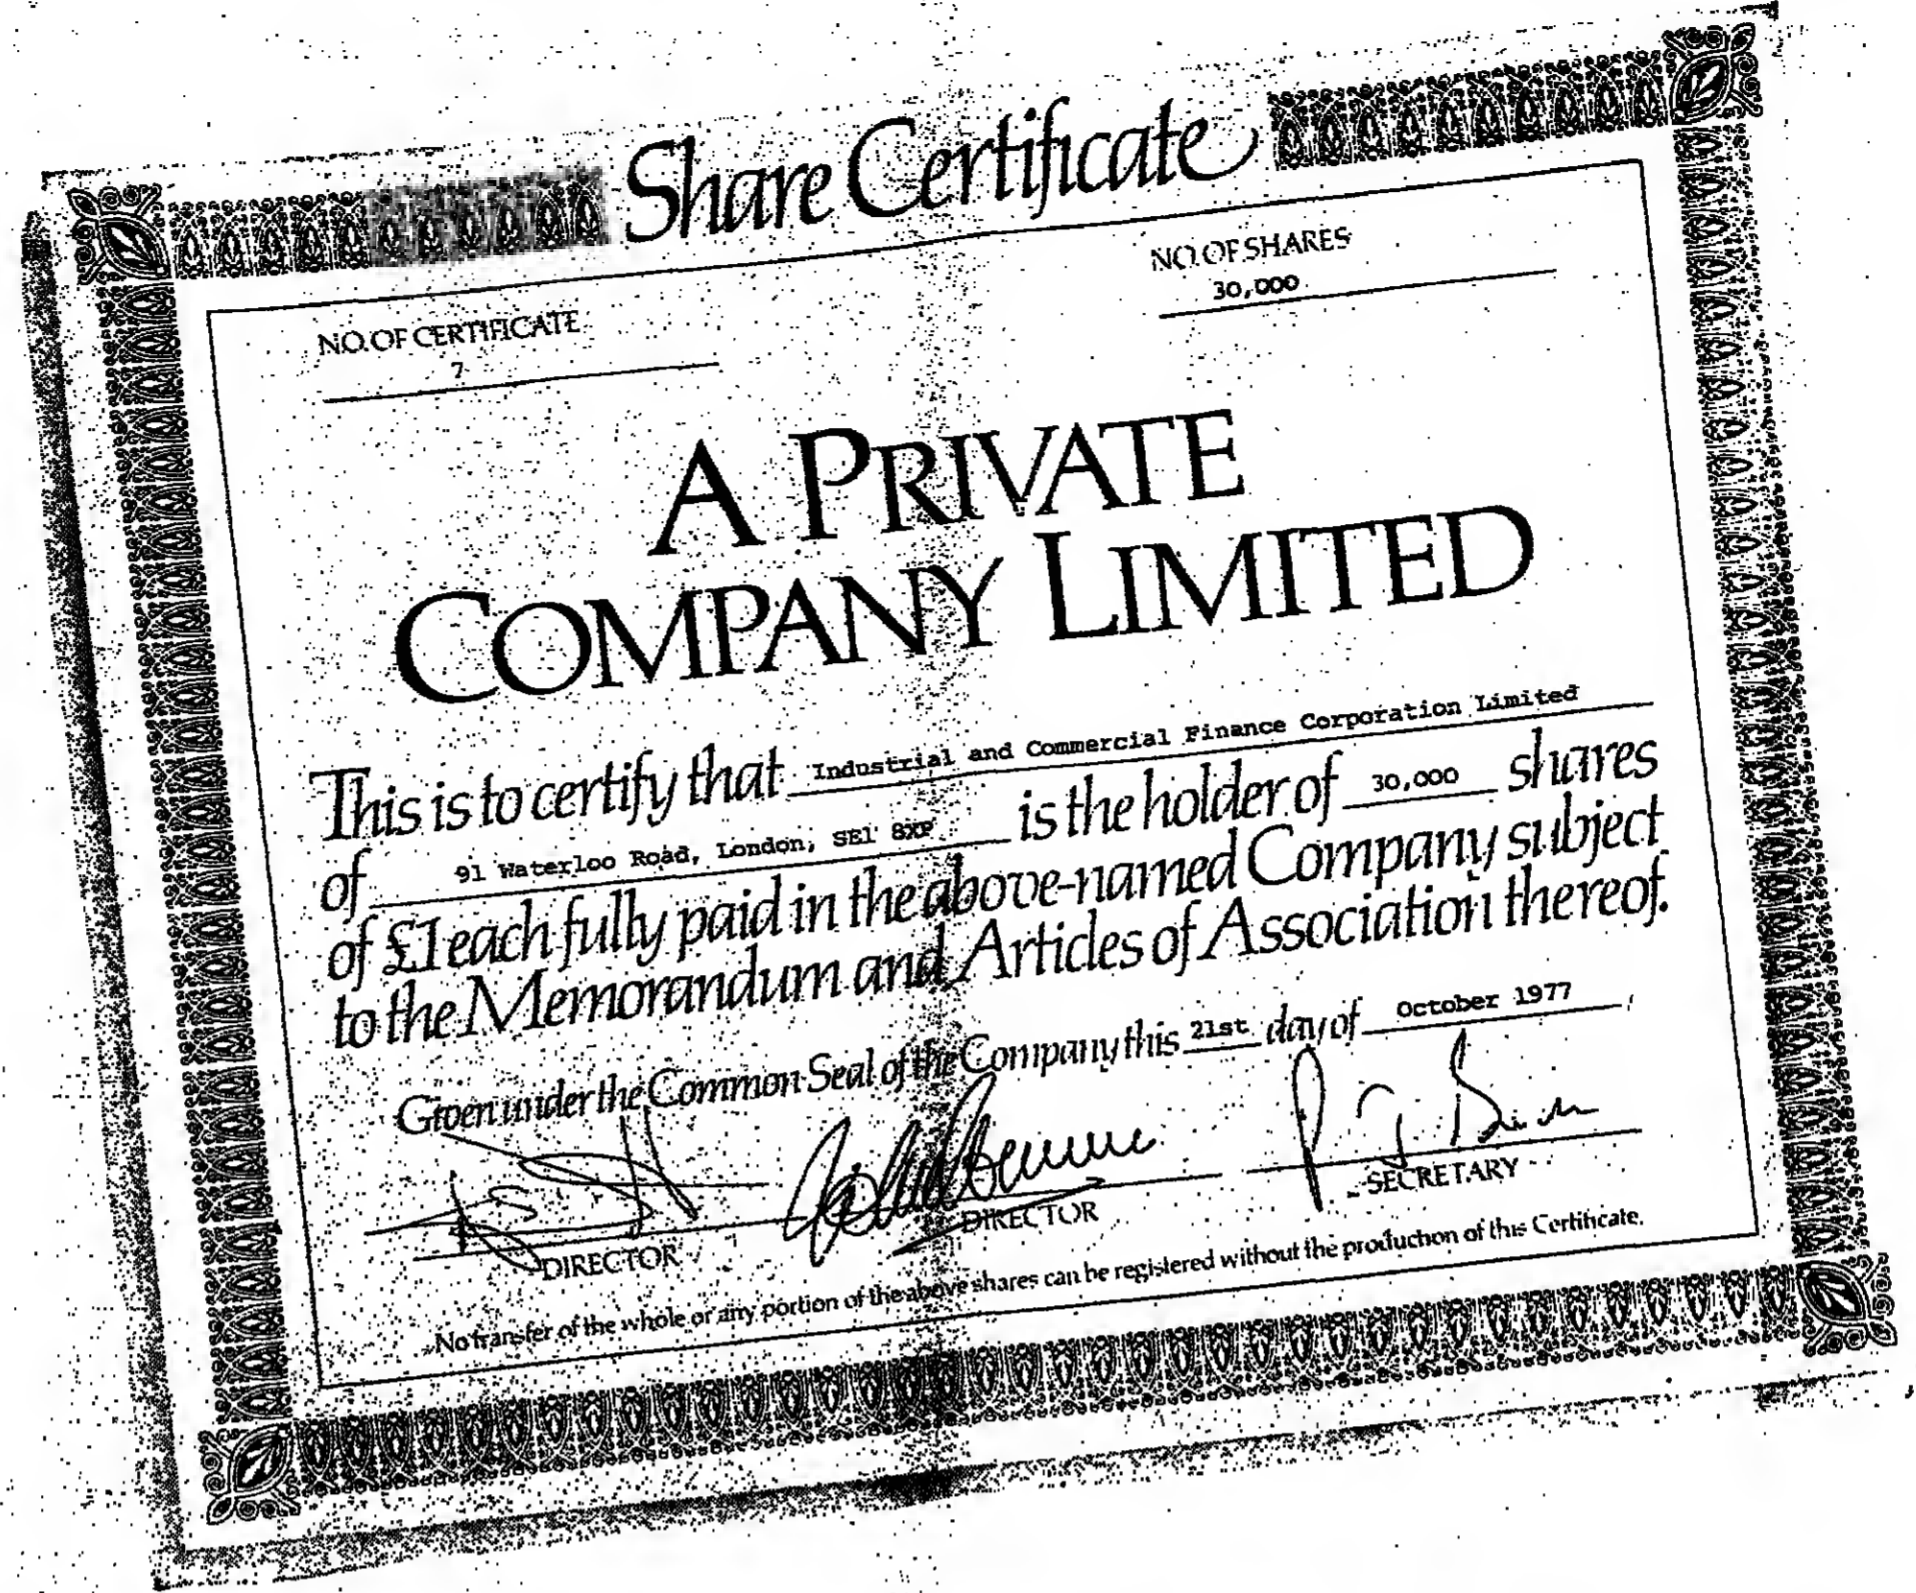 Share Certificate
NO. OF CERTIFICATE
7
NO. OF SHARES
30,000
A PRIVATE
COMPANY LIMITED
This is to certify that Industrial and Commercial Finance Corporation Limited
of 91 Waterloo Road, London, SE1 8XP is the holder of 30,000 shares
of £1 each fully paid in the above-named Company subject
to the Memorandum and Articles of Association thereof.
Given under the Common Seal of the Company this 21st day of October 1977
DIRECTOR
DIRECTOR
SECRETARY
No transfer of the whole or any portion of the above shares can be registered without the production of this Certificate.